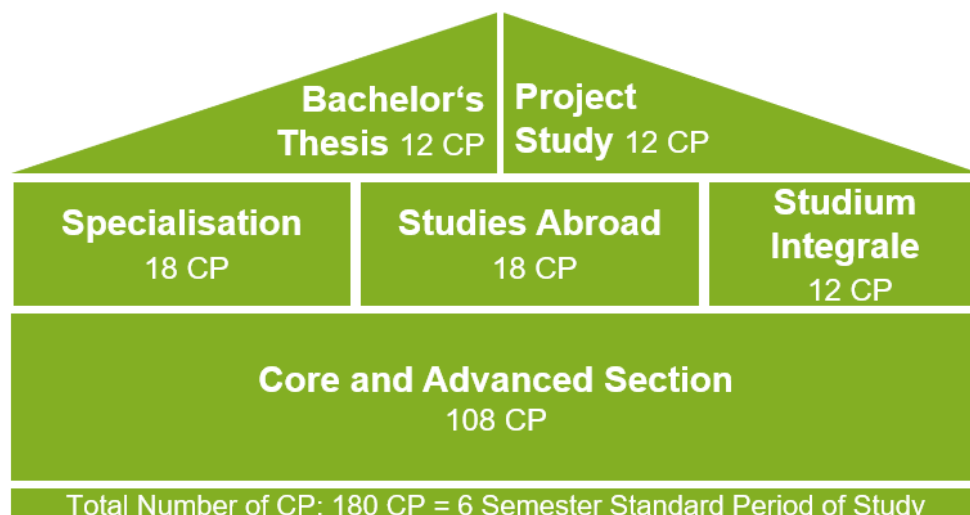 Bachelor‘s
Thesis 12 CP
Project
Study 12 CP
Specialisation
18 CP
Studies Abroad
18 CP
Studium
Integrale
12 CP
Core and Advanced Section
108 CP
Total Number of CP: 180 CP = 6 Semester Standard Period of Study